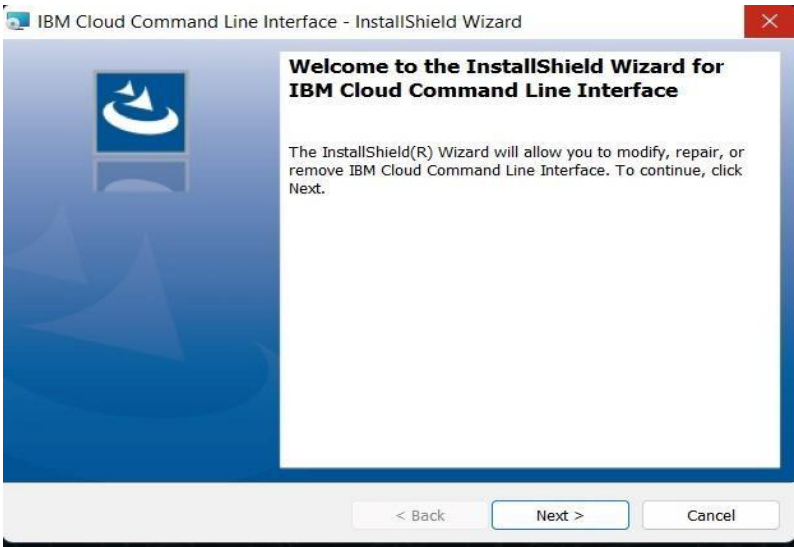 IBM Cloud Command Line Interface - InstallShield Wizard
Welcome to the InstallShield Wizard for
IBM Cloud Command Line Interface
The InstallShield(R) Wizard will allow you to modify, repair, or
remove IBM Cloud Command Line Interface. To continue, click
Next.
< Back Next > Cancel